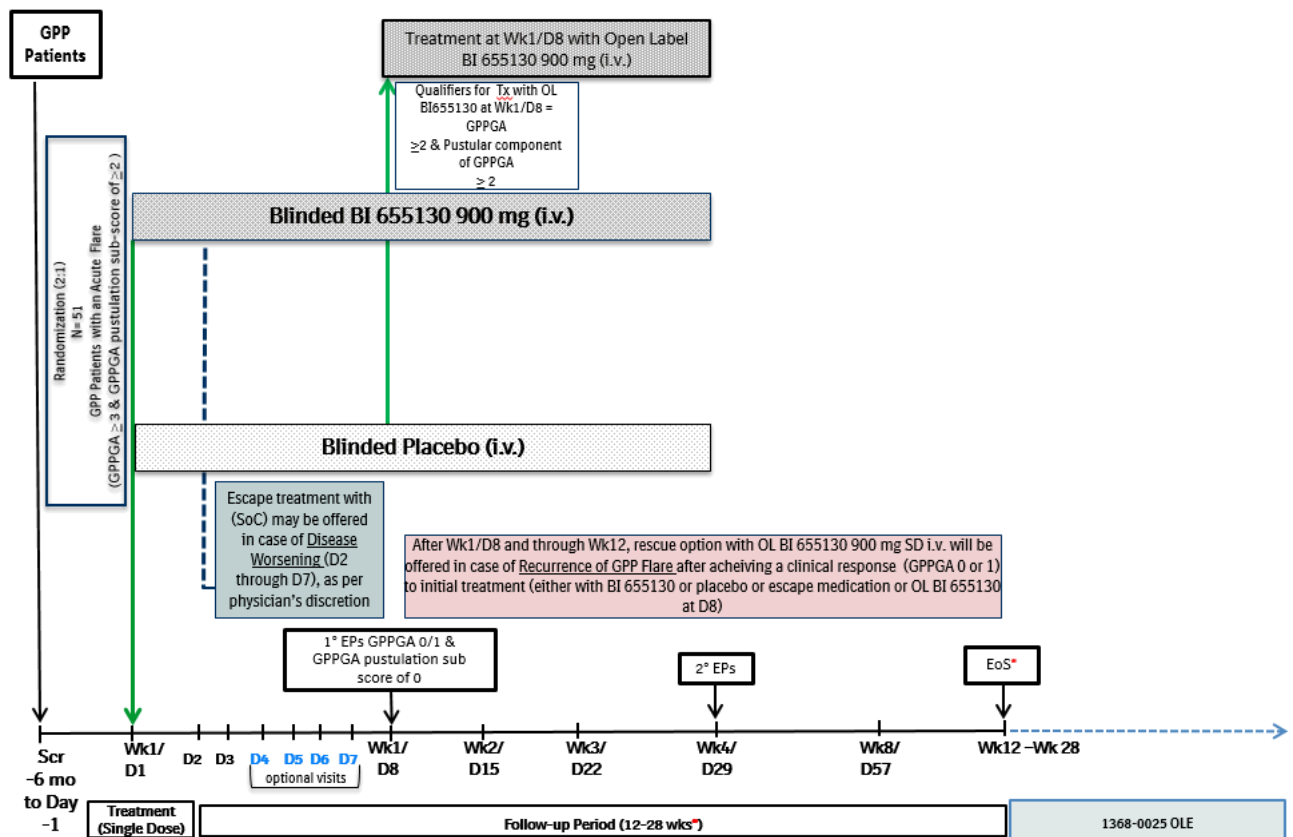 GPP
Patients
Treatment at Wk1/D8 with Open Label
BI 655130 900 mg (i.v.)
Qualifiers for Tx with OL
BI655130 at Wk1/D8 =
GPPGA
≥2 & Pustular component
of GPPGA
≥ 2
Randomization (2:1)
N= 51
GPP Patients with an Acute Flare
(GPPGA ≥ 3 & GPPGA pustulation sub-score of ≥2 )
Blinded BI 655130 900 mg (i.v.)
Blinded Placebo (i.v.)
Escape treatment with
(SoC) may be offered
in case of Disease
Worsening (D2
through D7), as per
physician's discretion
After Wk1/D8 and through Wk12, rescue option with OL BI 655130 900 mg SD i.v. will be
offered in case of Recurrence of GPP Flare after acheiving a clinical response (GPPGA 0 or 1)
to initial treatment (either with BI 655130 or placebo or escape medication or OL BI 655130
at D8)
1° EPs GPPGA 0/1 &
GPPGA pustulation sub
score of 0
2° EPs
EoS*
Scr
-6 mo
to Day
-1
Wk1/
D1
D2
D3
D4
D5
D6
D7
optional visits
Wk1/
D8
Wk2/
D15
Wk3/
D22
Wk4/
D29
Wk8/
D57
Wk12 –Wk 28
Treatment
(Single Dose)
Follow-up Period (12-28 wks*)
1368-0025 OLE